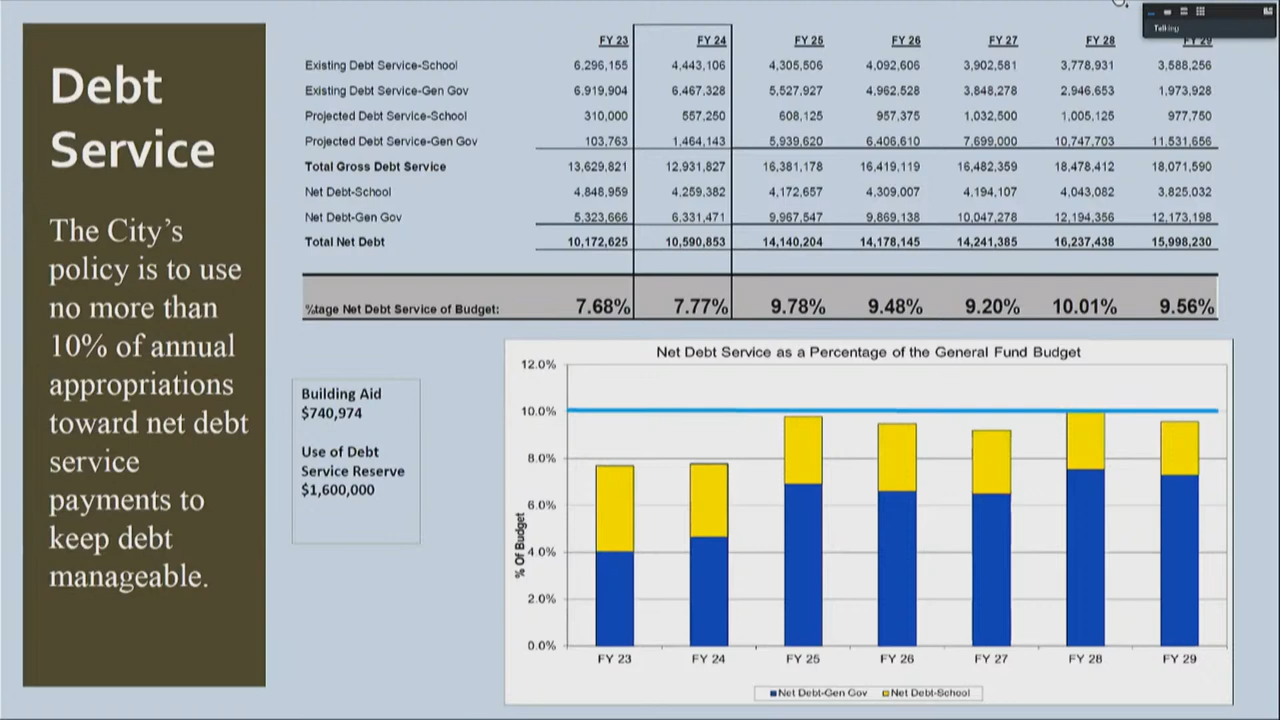 Debt
Service
The City's
policy is to use
no more than
10% of annual
appropriations
toward net debt
service
payments to
keep debt
manageable.
Talking
FY 23 FY 24 FY 25 FY 26 FY 27 FY 28 FY 29
Existing Debt Service-School 6,296,155 4,443,106 4,305,506 4,092,606 3,902,581 3,778,931 3,588,256
Existing Debt Service-Gen Gov 6,919,904 6,467,328 5,527,927 4,962,528 3,848,278 2,946,653 1,973,928
Projected Debt Service-School 310,000 557,250 608,125 957,375 1,032,500 1,005,125 977,750
Projected Debt Service-Gen Gov 103,763 1,464,143 5,939,620 6,406,610 7,699,000 10,747,703 11,531,656
Total Gross Debt Service 13,629,821 12,931,827 16,381,178 16,419,119 16,482,359 18,478,412 18,071,590
Net Debt-School 4,848,959 4,259,382 4,172,657 4,309,007 4,194,107 4,043,082 3,825,032
Net Debt-Gen Gov 5,323,666 6,331,471 9,967,547 9,869,138 10,047,278 12,194,356 12,173,198
Total Net Debt 10,172,625 10,590,853 14,140,204 14,178,145 14,241,385 16,237,438 15,998,230
%tage Net Debt Service of Budget: 7.68% 7.77% 9.78% 9.48% 9.20% 10.01% 9.56%
Building Aid
$740,974
Use of Debt
Service Reserve
$1,600,000
Net Debt Service as a Percentage of the General Fund Budget
12.0%
10.0%
8.0%
6.0%
4.0%
2.0%
0.0%
% Of Budget
FY 23 FY 24 FY 25 FY 26 FY 27 FY 28 FY 29
Net Debt-Gen Gov Net Debt-School